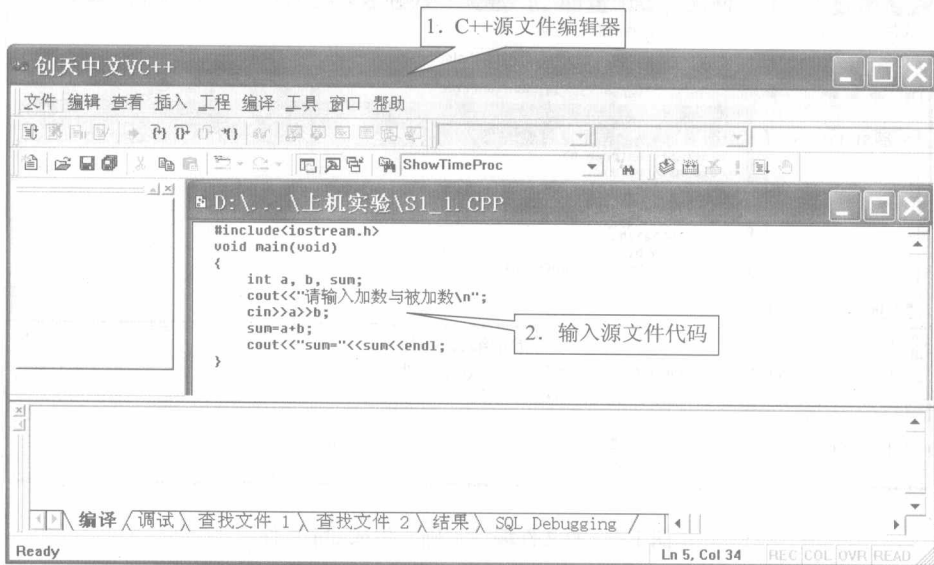 1. C++源文件编辑器
创天中文VC++
文件 编辑 查看 插入 工程 编译 工具 窗口 帮助
ShowTimeProc
D:\...\上机实验\S1_1.CPP
#include<iostream.h>
void main(void)
{
int a, b, sum;
cout<<"请输入加数与被加数\n";
cin>>a>>b;
sum=a+b;
cout<<"sum="<<sum<<endl;
}
2. 输入源文件代码
编译 调试 查找文件 1 查找文件 2 结果 SQL Debugging
Ready Ln 5, Col 34 REC COL OVR READ